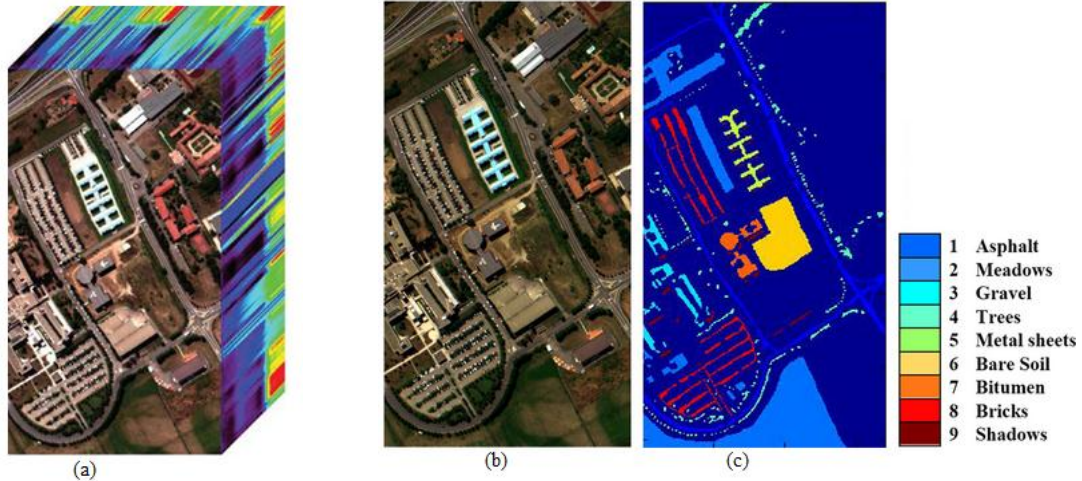 1 Asphalt
2 Meadows
3 Gravel
4 Trees
5 Metal sheets
6 Bare Soil
7 Bitumen
8 Bricks
9 Shadows
(a)
(b)
(c)